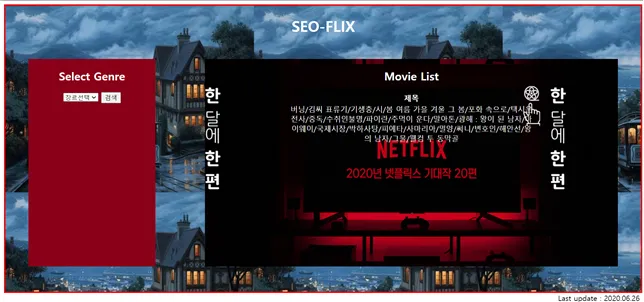 SEO-FLIX
Select Genre
장르선택 검색
Movie List
제목
버닝/김씨 표류기/기생충/시/봄 여름 가을 겨울 그 봄/포화 속으로/택시운
전사/중독/수취인불명/파이란/주먹이 운다/말아톤/광해 : 왕이 된 남자/
이웨이/국제시장/박하사탕/피에타/사마리아/밀양/써니/변호인/해안선/왕
의 남자/그물/웰컴 투 동막골
한
달
에
한
편
한
달
에
한
편
NETFLIX
2020년 넷플릭스 기대작 20편
Last update : 2020.06.26